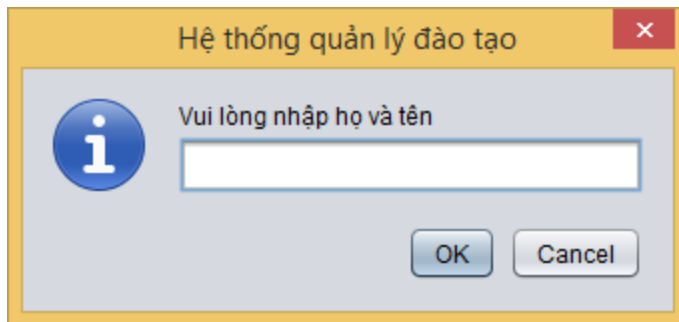 Hệ thống quản lý đào tạo
Vui lòng nhập họ và tên
OK Cancel